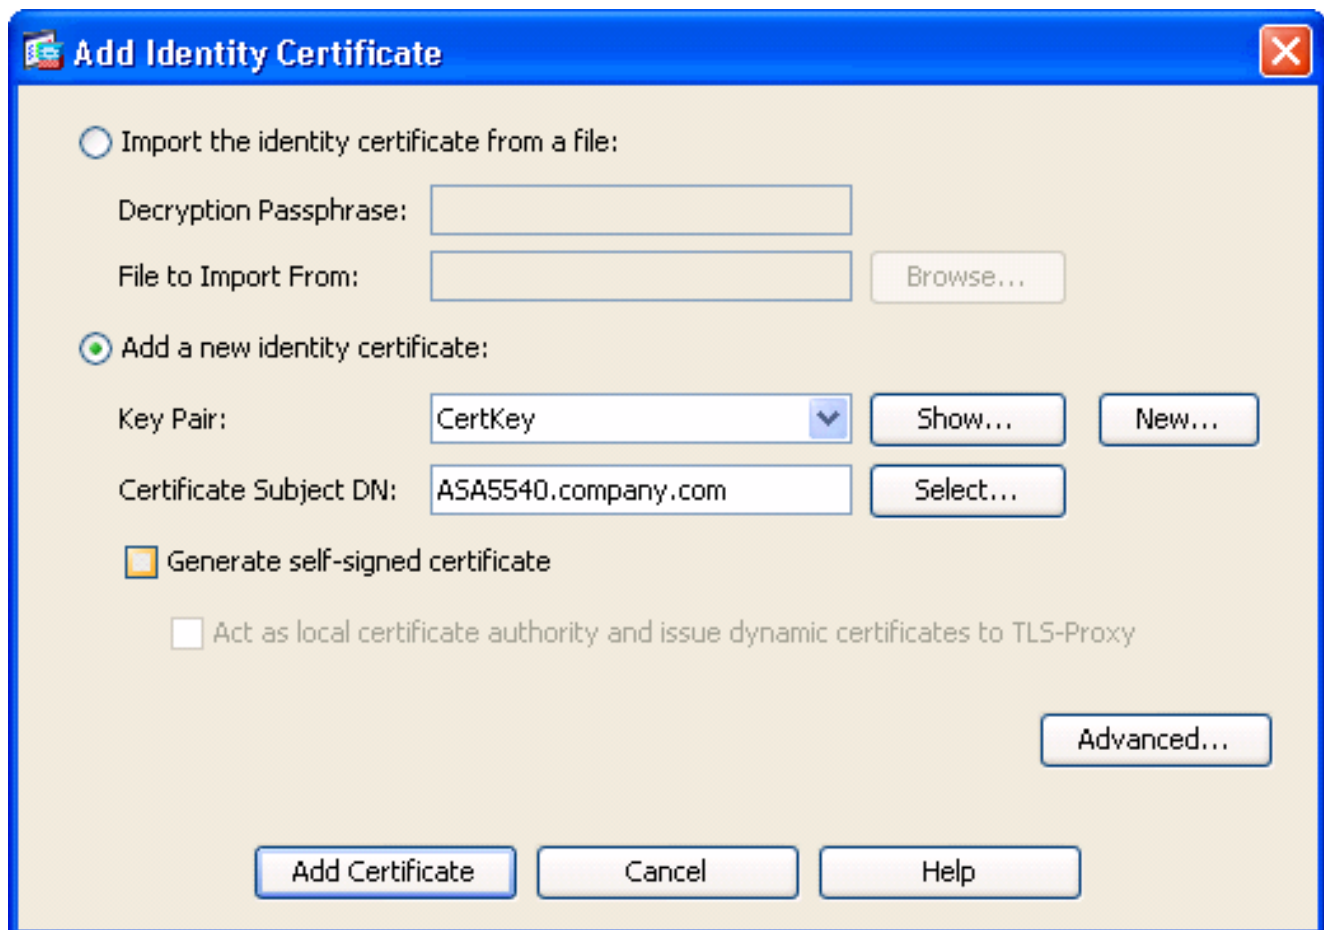 Add Identity Certificate
Import the identity certificate from a file:
Decryption Passphrase:
File to Import From: Browse...
Add a new identity certificate:
Key Pair: CertKey Show... New...
Certificate Subject DN: ASA5540.company.com Select...
Generate self-signed certificate
Act as local certificate authority and issue dynamic certificates to TLS-Proxy
Advanced...
Add Certificate Cancel Help